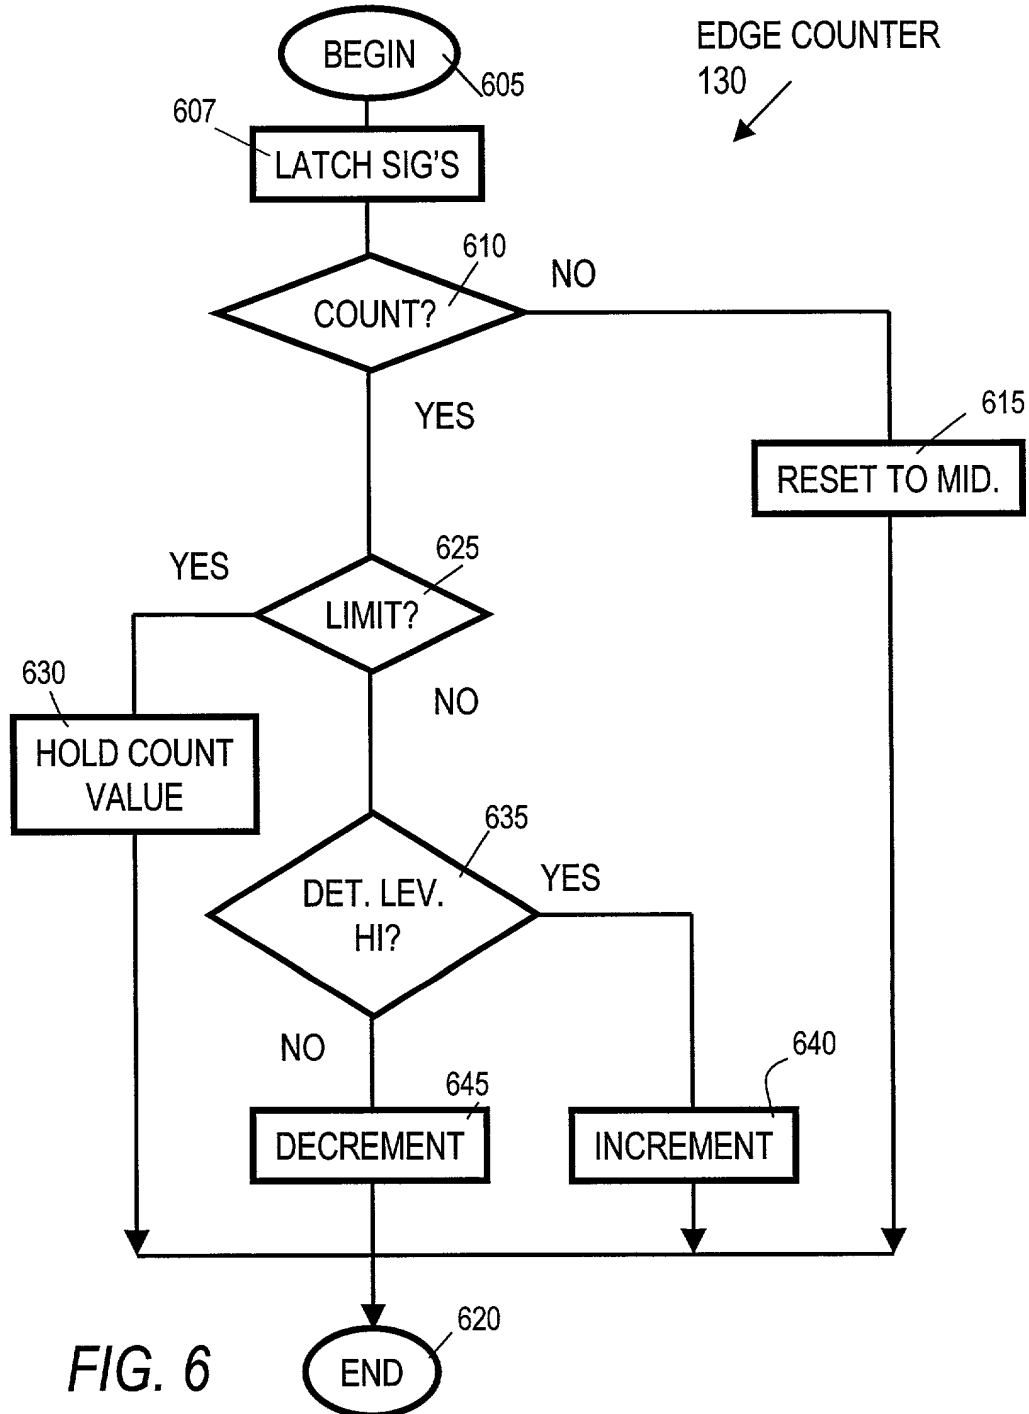 EDGE COUNTER
130
BEGIN
605
607
LATCH SIG'S
610
NO
COUNT?
YES
615
RESET TO MID.
625
YES
LIMIT?
630
NO
HOLD COUNT
VALUE
635
YES
DET. LEV.
HI?
NO
640
645
DECREMENT
INCREMENT
620
END
FIG. 6